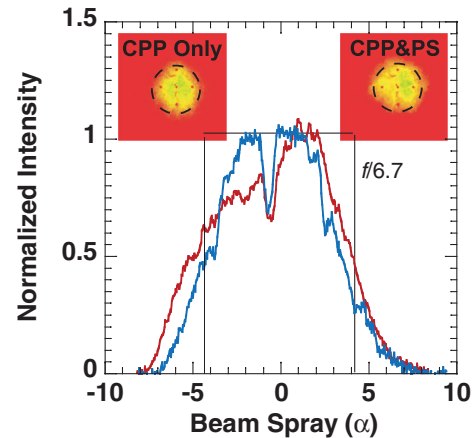 1.5
CPP Only
CPP&PS
1
f/6.7
Normalized Intensity
0.5
0
-10
-5
0
5
10
Beam Spray (α)